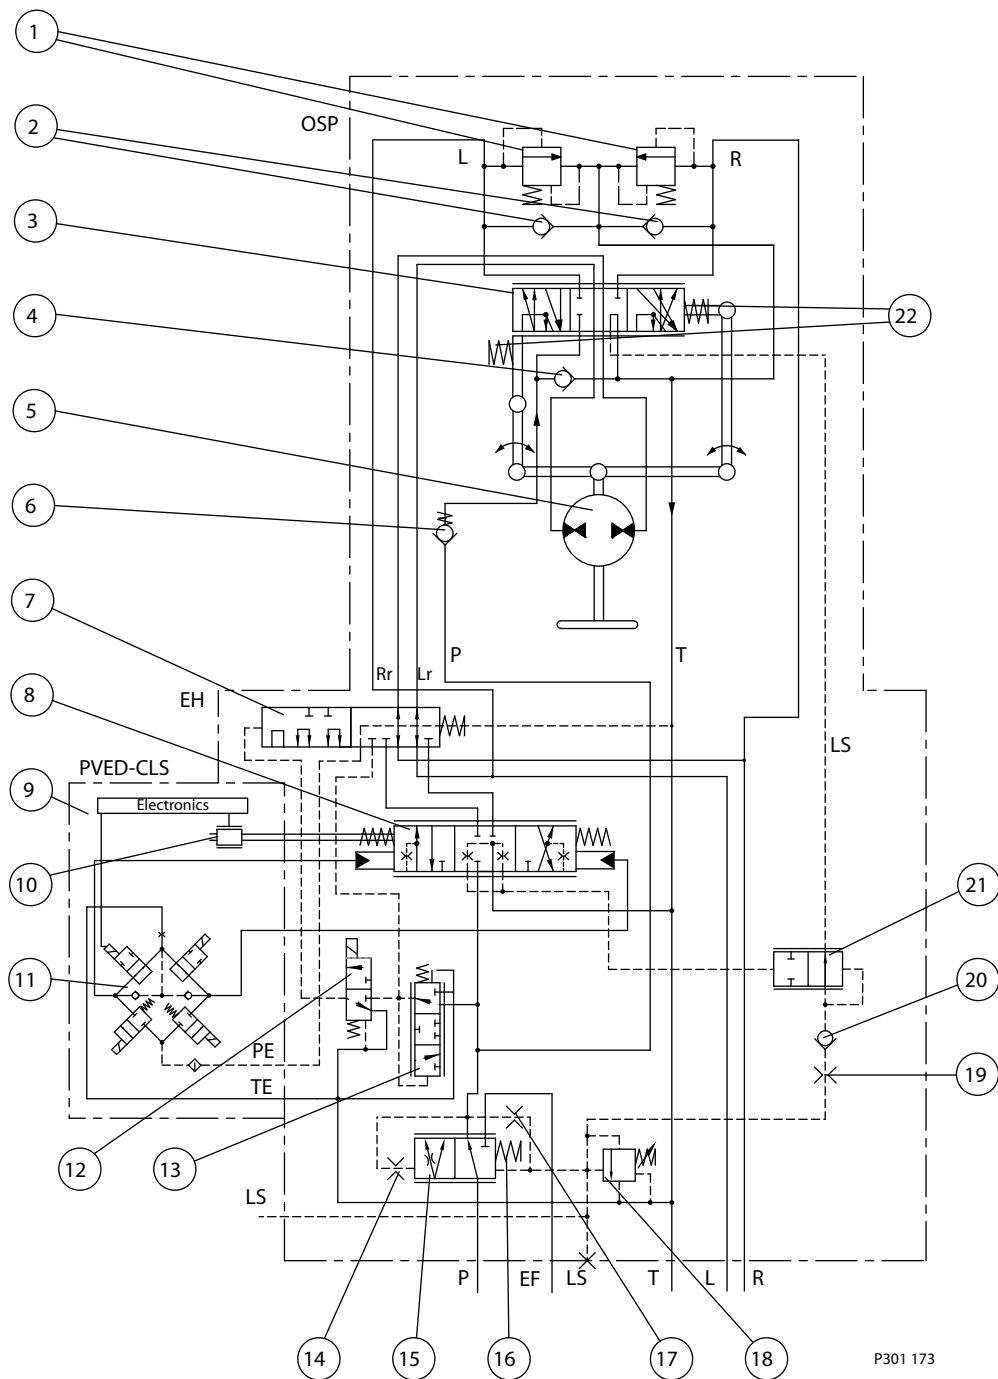 1
OSP
2
L
R
3
4
22
5
6
7
P
T
Rr
Lr
EH
8
LS
PVED-CLS
9
Electronics
10
21
11
20
PE
TE
19
12
13
LS
P
EF
LS
T
L
R
14
15
16
17
18
P301 173